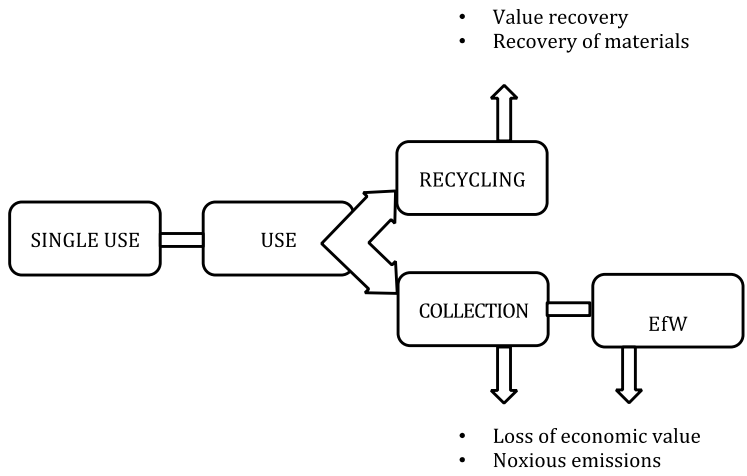 • Value recovery
• Recovery of materials
RECYCLING
SINGLE USE
USE
COLLECTION
EfW
• Loss of economic value
• Noxious emissions